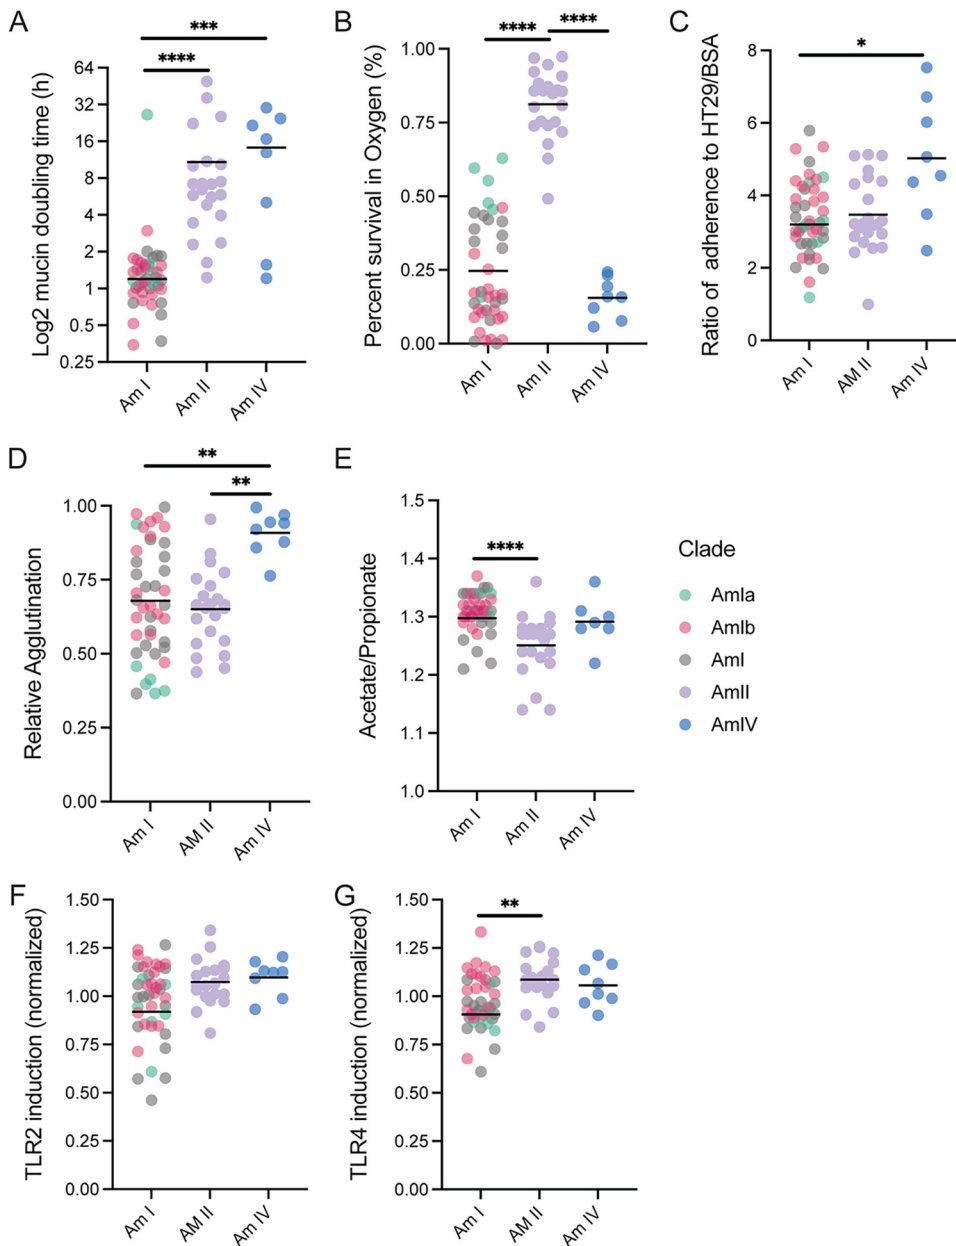 A
***
****
Log2 mucin doubling time (h)
64
32
16
8
4
2
1
0.5
0.25
Am I
Am II
Am IV
B
****
****
Percent survival in Oxygen (%)
1.00
0.75
0.50
0.25
0.00
Am I
Am II
Am IV
C
*
Ratio of adherence to HT29/BSA
8
6
4
2
0
Am I
AM II
Am IV
D
**
**
Relative Agglutination
1.00
0.75
0.50
0.25
0.00
Am I
AM II
Am IV
E
****
Acetate/Propionate
1.5
1.4
1.3
1.2
1.1
1.0
Am I
Am II
Am IV
Clade
AmIa
AmIb
AmI
AmII
AmIV
F
TLR2 induction (normalized)
1.50
1.25
1.00
0.75
0.50
0.25
0.00
Am I
AM II
Am IV
G
**
TLR4 induction (normalized)
1.50
1.25
1.00
0.75
0.50
0.25
0.00
Am I
Am II
Am IV